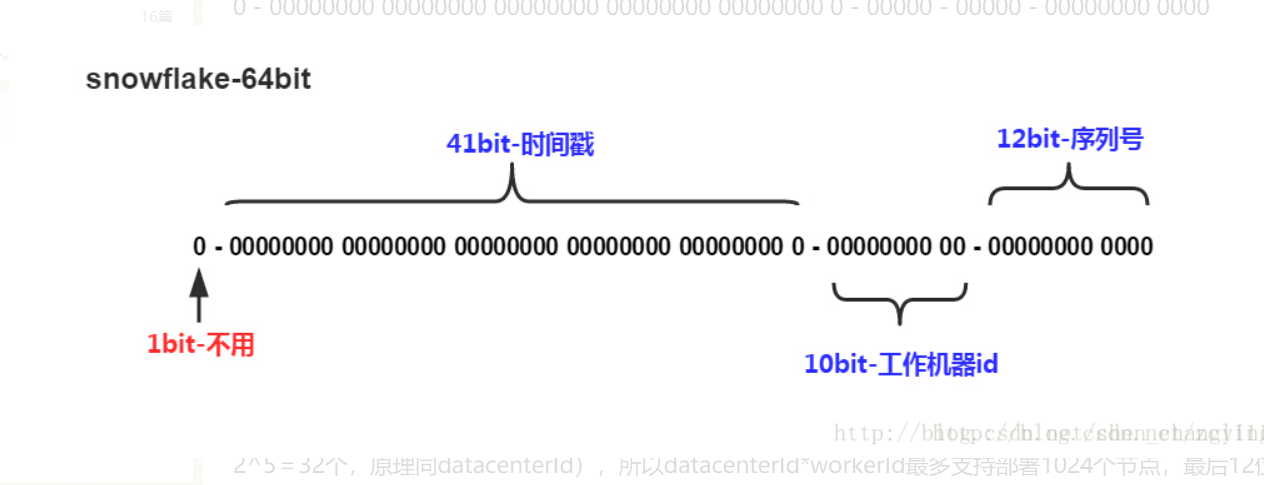 16篇
0 - 00000000 00000000 00000000 00000000 00000000 0 - 00000 - 00000 - 00000000 0000
snowflake-64bit
41bit-时间戳
12bit-序列号
0 - 00000000 00000000 00000000 00000000 00000000 0 - 00000000 00 - 00000000 0000
1bit-不用
10bit-工作机器id
2^5=32个，原理同datacenterId），所以datacenterId*workerId最多支持部署1024个节点，最后12位